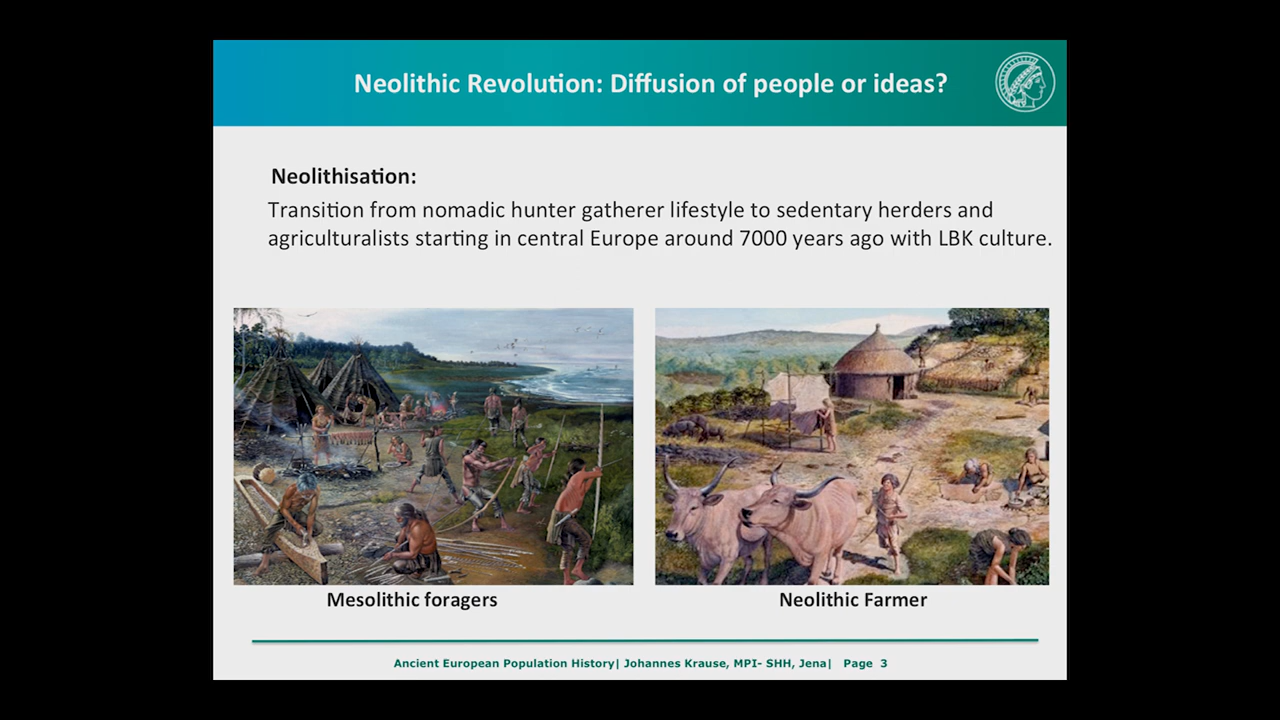 Neolithic Revolution: Diffusion of people or ideas?
Neolithisation:
Transition from nomadic hunter gatherer lifestyle to sedentary herders and
agriculturalists starting in central Europe around 7000 years ago with LBK culture.
Mesolithic foragers
Neolithic Farmer
Ancient European Population History| Johannes Krause, MPI- SHH, Jena| Page 3